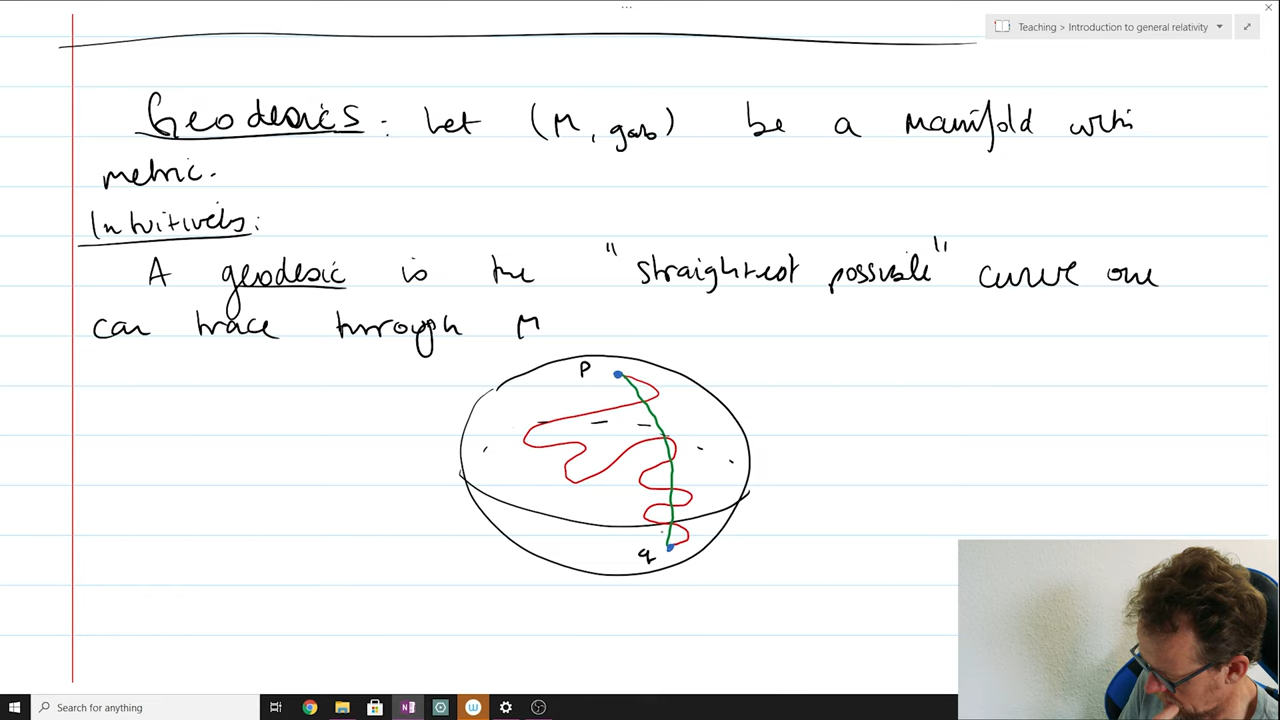 Teaching > Introduction to general relativity
Geodesics: Let (M, gab) be a manifold with
metric.
Intuitively:
A geodesic is the "straightest possible" curve one
can trace through M
p
q
Search for anything